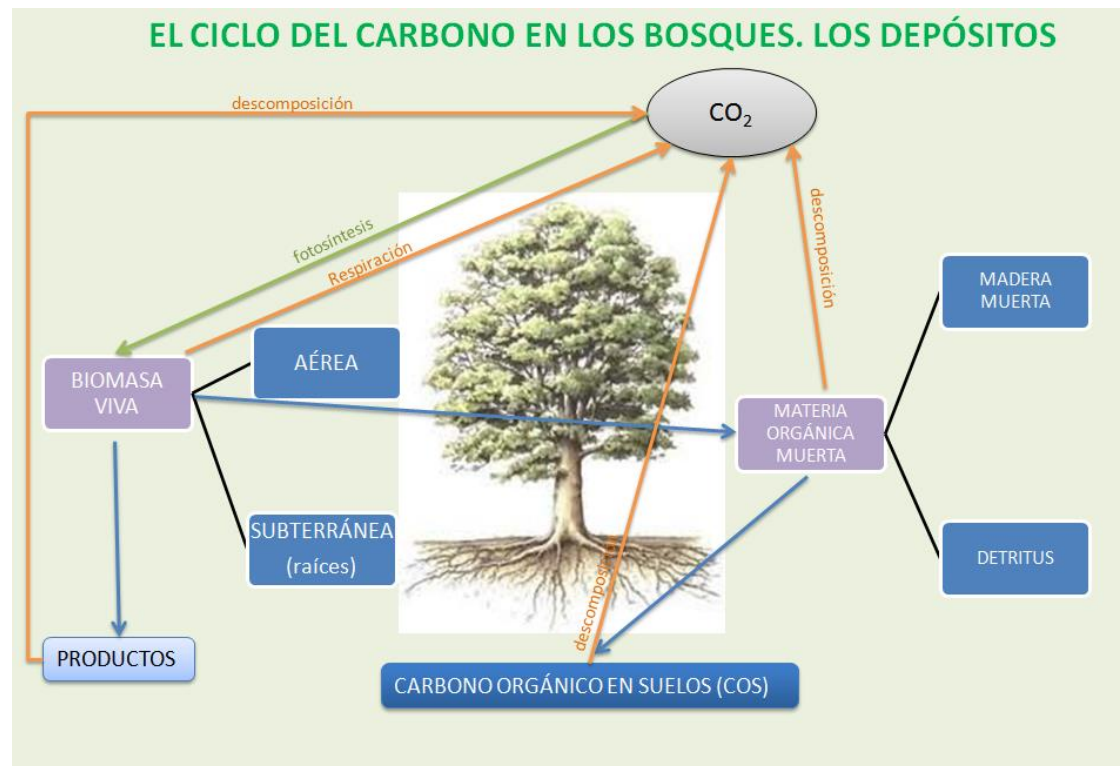 EL CICLO DEL CARBONO EN LOS BOSQUES. LOS DEPÓSITOS
descomposición
CO₂
fotosíntesis
Respiración
descomposición
MADERA
MUERTA
BIOMASA
VIVA
AÉREA
MATERIA
ORGÁNICA
MUERTA
SUBTERRÁNEA
(raíces)
DETRITUS
descomposición
PRODUCTOS
CARBONO ORGÁNICO EN SUELOS (COS)